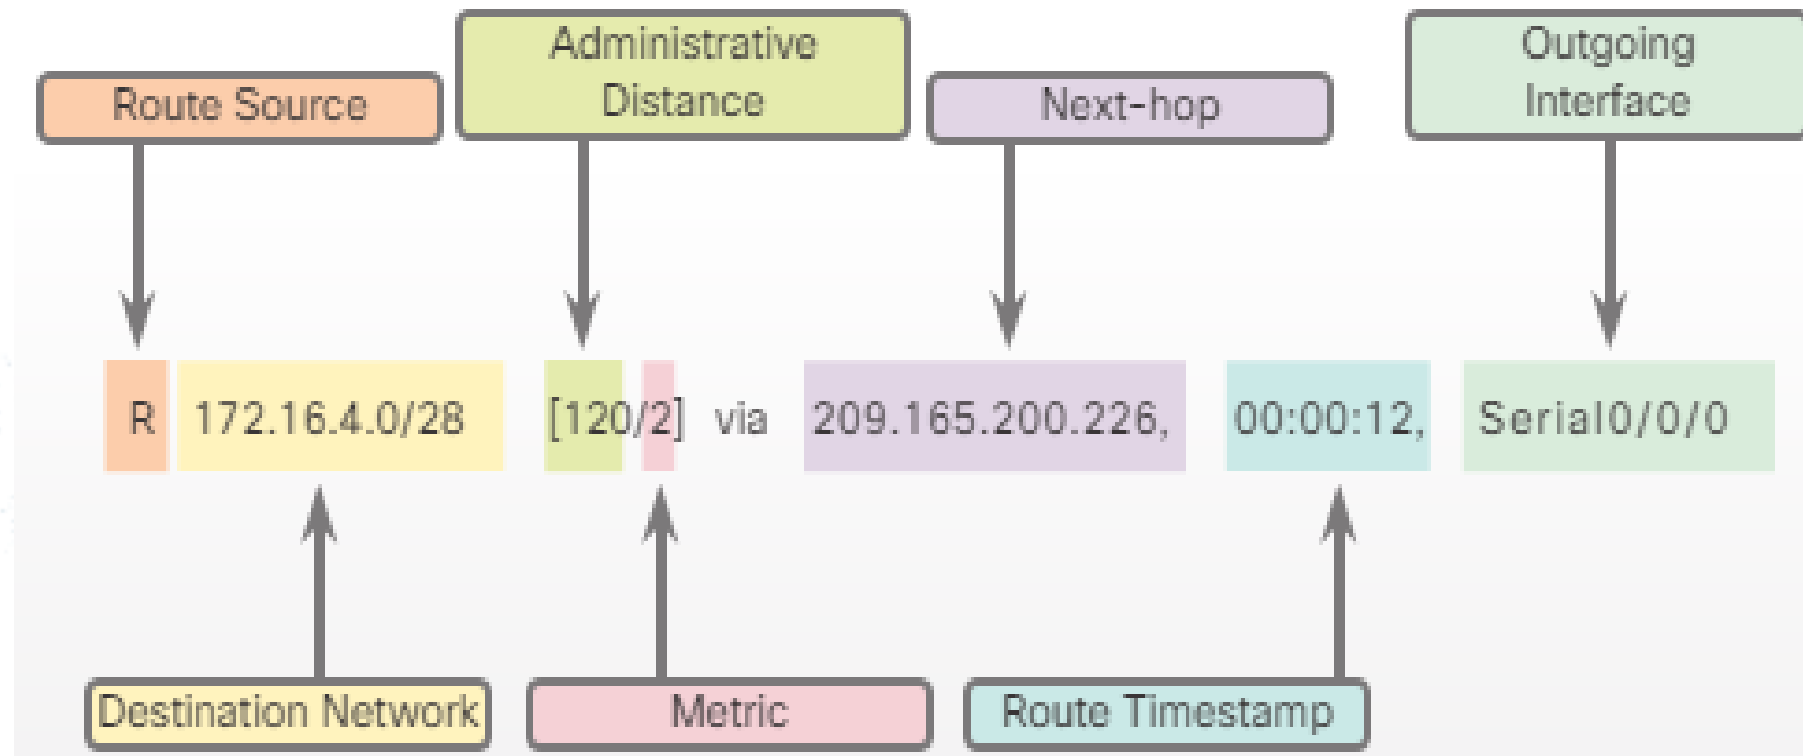 Administrative
Distance
Outgoing
Interface
Route Source
Next-hop
R 172.16.4.0/28 [120/2] via 209.165.200.226, 00:00:12, Serial0/0/0
Destination Network
Metric
Route Timestamp